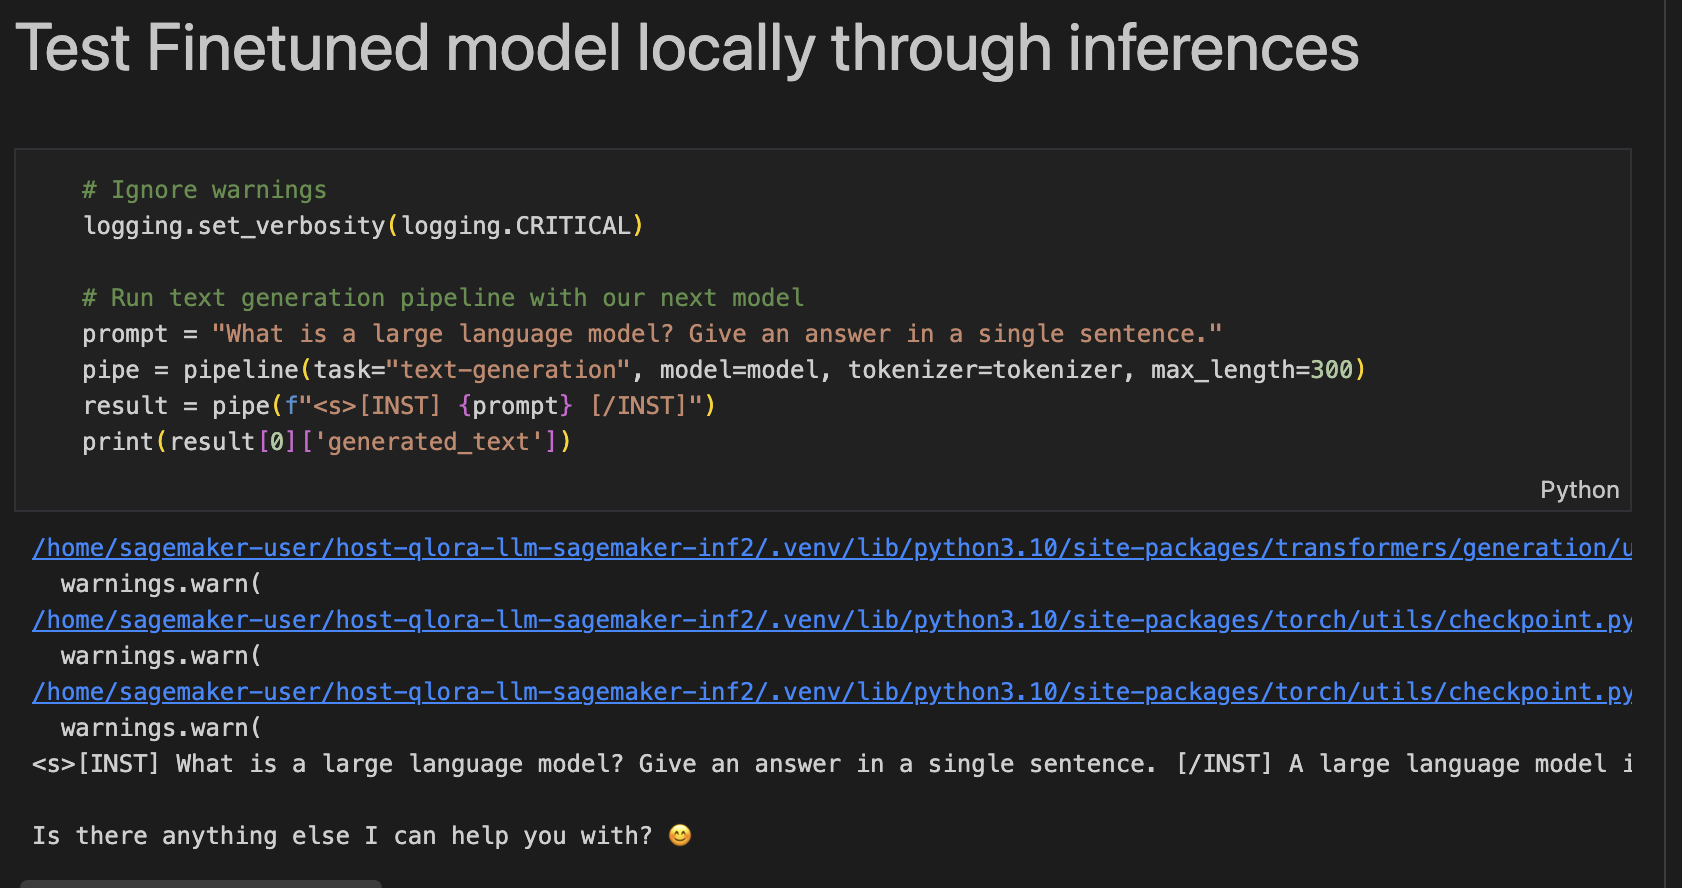 Test Finetuned model locally through inferences
# Ignore warnings
logging.set_verbosity(logging.CRITICAL)
# Run text generation pipeline with our next model
prompt = "What is a large language model? Give an answer in a single sentence."
pipe = pipeline(task="text-generation", model=model, tokenizer=tokenizer, max_length=300)
result = pipe(f"<s>[INST] {prompt} [/INST]")
print(result[0]['generated_text'])
Python
/home/sagemaker-user/host-qlora-llm-sagemaker-inf2/.venv/lib/python3.10/site-packages/transformers/generation/u
warnings.warn(
/home/sagemaker-user/host-qlora-llm-sagemaker-inf2/.venv/lib/python3.10/site-packages/torch/utils/checkpoint.py
warnings.warn(
/home/sagemaker-user/host-qlora-llm-sagemaker-inf2/.venv/lib/python3.10/site-packages/torch/utils/checkpoint.py
warnings.warn(
<s>[INST] What is a large language model? Give an answer in a single sentence. [/INST] A large language model i
Is there anything else I can help you with? 😊